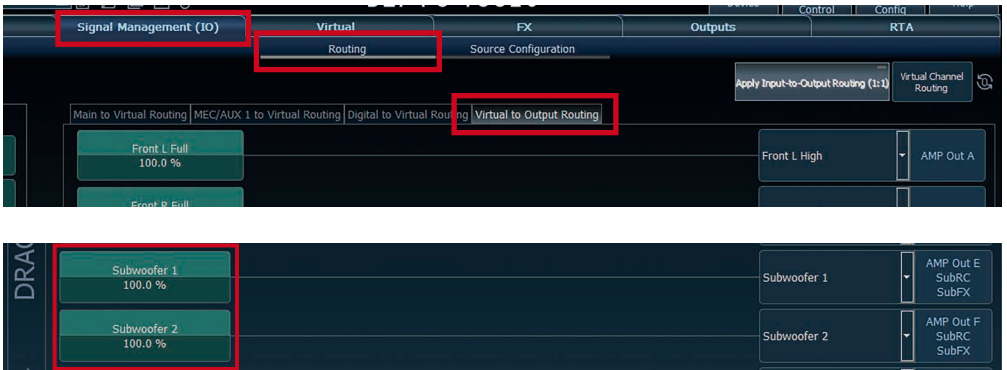 Control
Config
Signal Management (IO)
Virtual
FX
Outputs
RTA
Routing
Source Configuration
Apply Input-to-Output Routing (1:1)
Virtual Channel
Routing
Main to Virtual Routing
MEC/AUX 1 to Virtual Routing
Digital to Virtual Routing
Virtual to Output Routing
Front L Full
100.0 %
Front L High
AMP Out A
Front R Full
DRAG
Subwoofer 1
100.0 %
Subwoofer 1
AMP Out E
SubRC
SubFX
Subwoofer 2
100.0 %
Subwoofer 2
AMP Out F
SubRC
SubFX